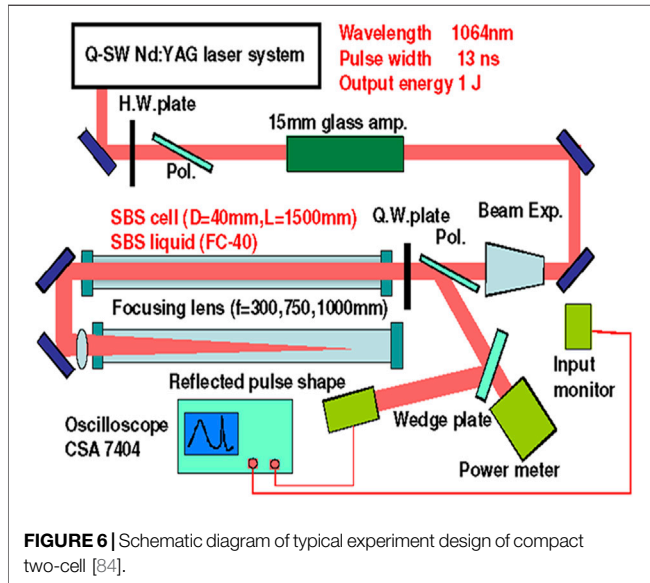 Q-SW Nd:YAG laser system
Wavelength 1064nm
Pulse width 13 ns
Output energy 1 J
H.W.plate
Pol.
15mm glass amp.
SBS cell (D=40mm,L=1500mm)
SBS liquid (FC-40)
Q.W.plate
Pol.
Beam Exp.
Focusing lens (f=300,750,1000mm)
Reflected pulse shape
Input
monitor
Oscilloscope
CSA 7404
Wedge plate
Power meter
FIGURE 6 | Schematic diagram of typical experiment design of compact
two-cell [84].